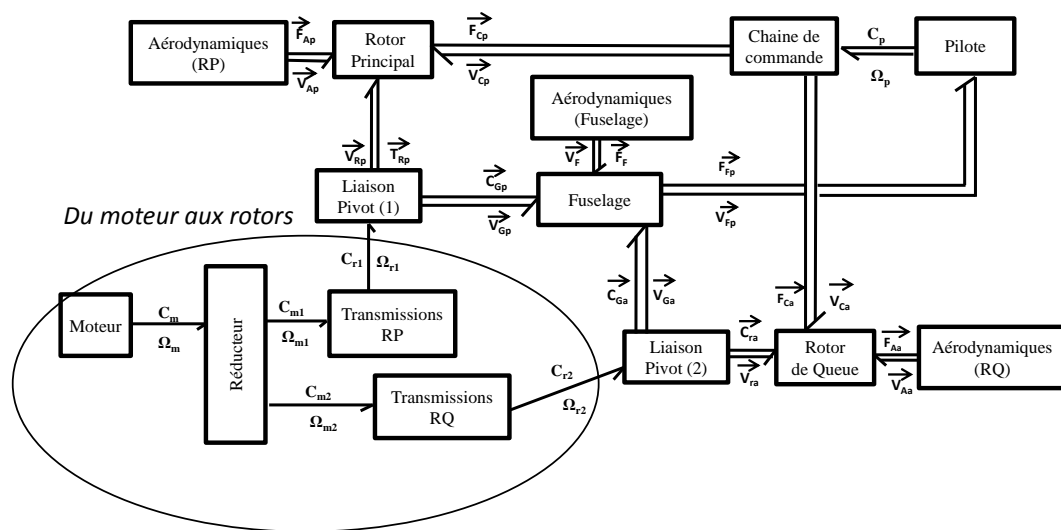 Aérodynamiques
(RP)
F_Ap
V_Ap
Rotor
Principal
F_Cp
V_Cp
Chaine de
commande
C_p
Ω_p
Pilote
Aérodynamiques
(Fuselage)
V_F
F_F
V_Rp
T_Rp
Liaison
Pivot (1)
C_Gp
V_Gp
Fuselage
F_Fp
V_Fp
Du moteur aux rotors
C_r1
Ω_r1
Moteur
C_m
Ω_m
Réducteur
C_m1
Ω_m1
Transmissions
RP
C_m2
Ω_m2
Transmissions
RQ
C_r2
Ω_r2
C_Ga
V_Ga
Liaison
Pivot (2)
C_ra
V_ra
F_Ca
V_Ca
Rotor
de Queue
F_Aa
V_Aa
Aérodynamiques
(RQ)